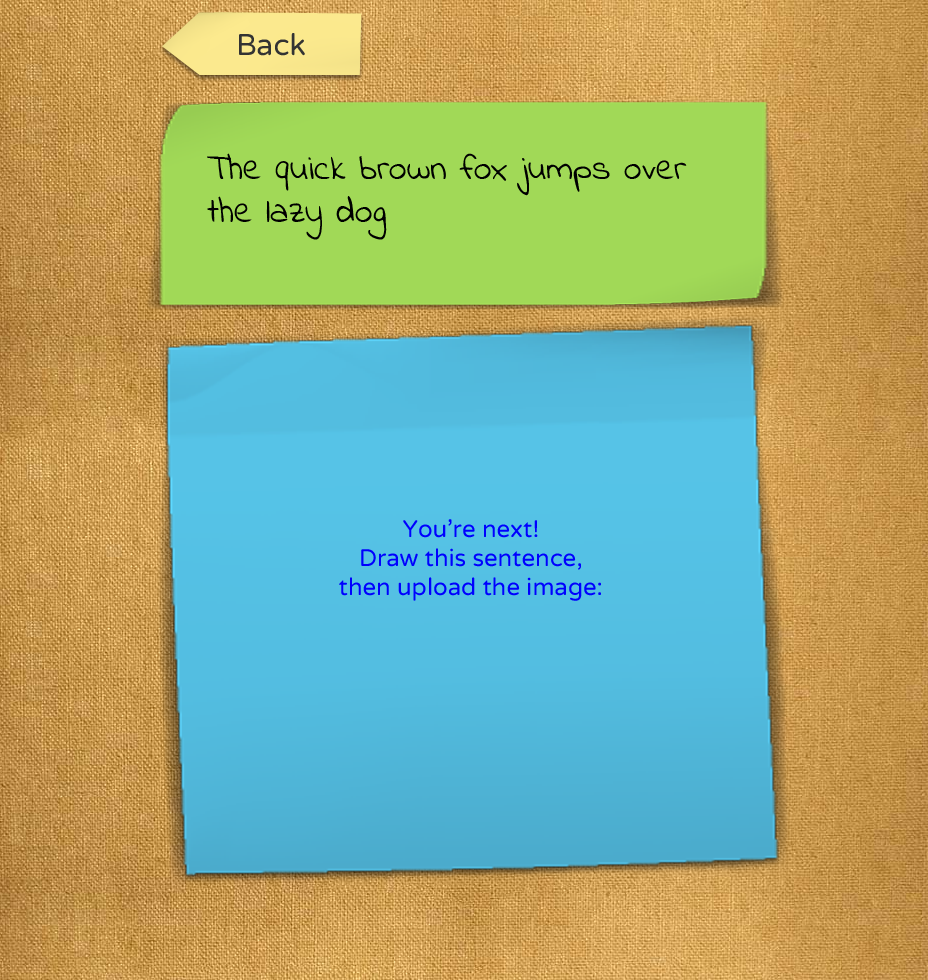 Back
The quick brown fox jumps over
the lazy dog
You're next!
Draw this sentence,
then upload the image: